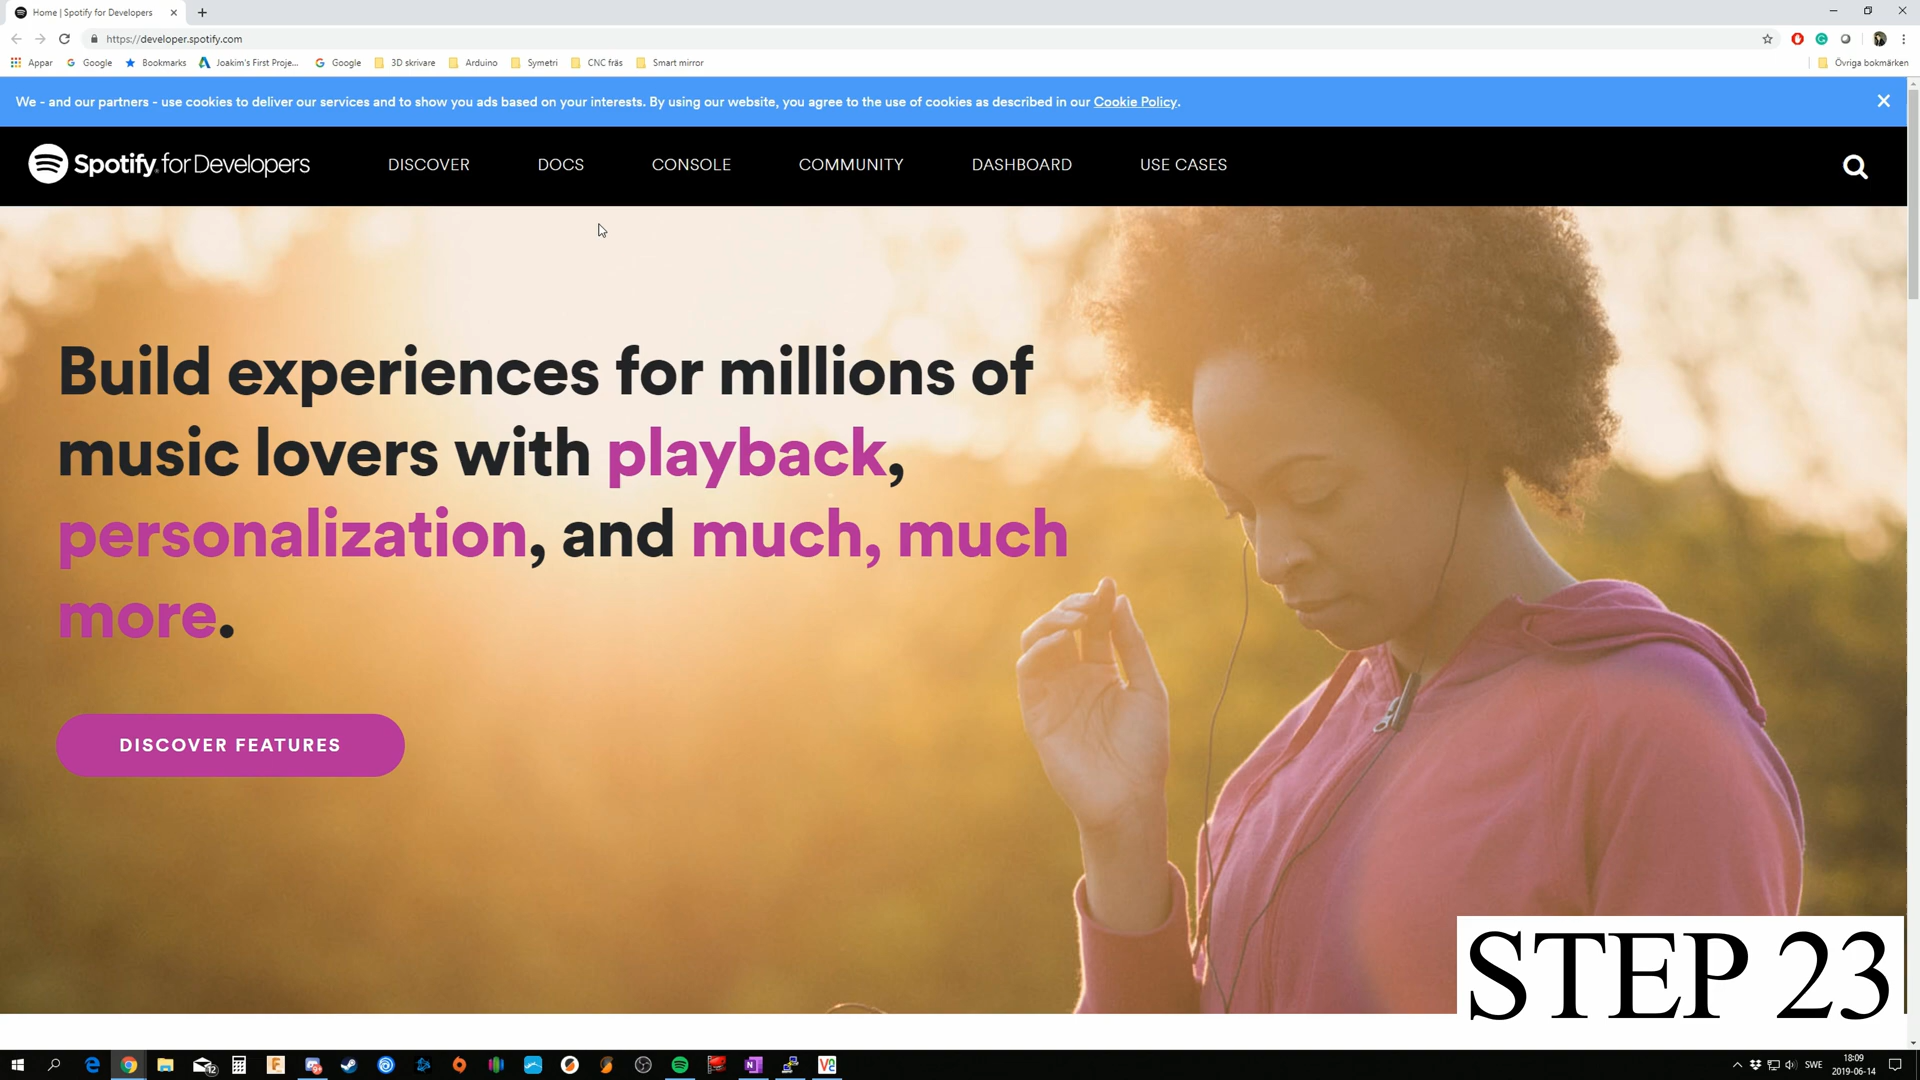 Home | Spotify for Developers
https://developer.spotify.com
Appar Google Bookmarks Joakim's First Proje... Google 3D skrivare Arduino Symetri CNC fräs Smart mirror Övriga bokmärken
We - and our partners - use cookies to deliver our services and to show you ads based on your interests. By using our website, you agree to the use of cookies as described in our Cookie Policy.
Spotify for Developers DISCOVER DOCS CONSOLE COMMUNITY DASHBOARD USE CASES
Build experiences for millions of
music lovers with playback,
personalization, and much, much
more.
DISCOVER FEATURES
STEP 23
12
SWE
18:09
2019-06-14